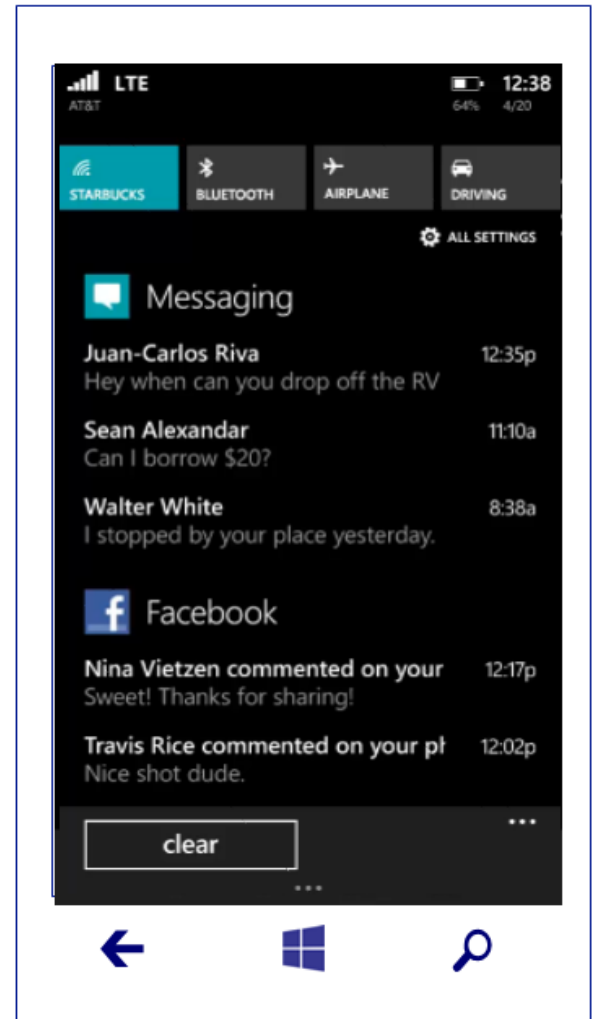 LTE 12:38
AT&T 64% 4/20
STARBUCKS BLUETOOTH AIRPLANE DRIVING
ALL SETTINGS
Messaging
Juan-Carlos Riva 12:35p
Hey when can you drop off the RV
Sean Alexandar 11:10a
Can I borrow $20?
Walter White 8:38a
I stopped by your place yesterday.
f Facebook
Nina Vietzen commented on your 12:17p
Sweet! Thanks for sharing!
Travis Rice commented on your 12:02p
Nice shot dude.
...
clear
...